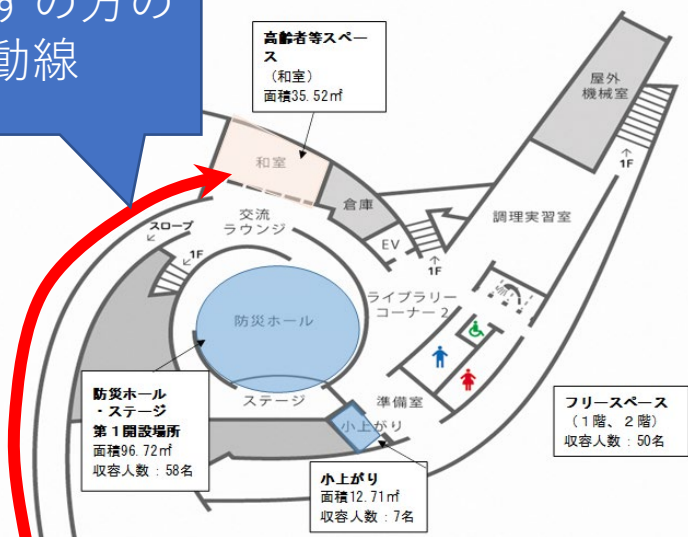 ずの方の
動線
高齢者等スペー
ス
（和室）
面積35.52㎡
屋外
機械室
1F
和室
倉庫
EV
1F
調理実習室
交流
ラウンジ
スロープ
1F
ライブラリー
コーナー2
防災ホール
ステージ
準備室
小上がり
防災ホール
・ステージ
第1開設場所
面積96.72㎡
収容人数：58名
小上がり
面積12.71㎡
収容人数：7名
フリースペース
（1階、2階）
収容人数：50名